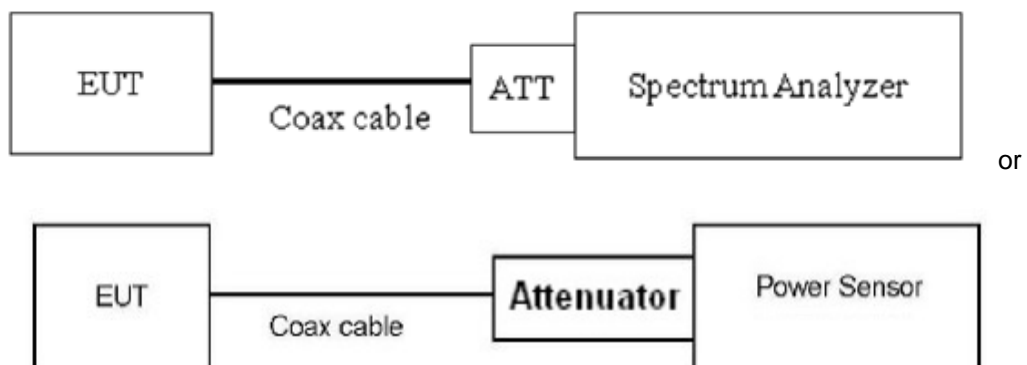 EUT
ATT
Spectrum Analyzer
Coax cable
or
EUT
Attenuator
Power Sensor
Coax cable